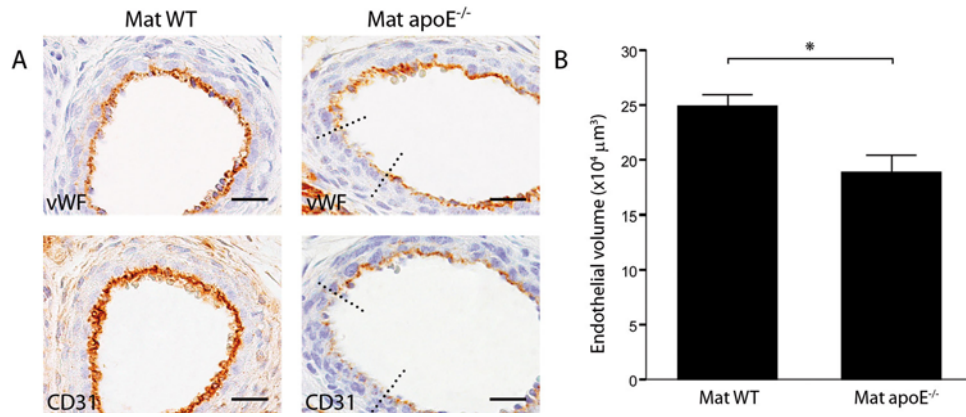 Mat WT
Mat apoE⁻/⁻
A
vWF
vWF
CD31
CD31
B
*
Endothelial volume (x10⁴ μm³)
30
25
20
15
10
5
0
Mat WT
Mat apoE⁻/⁻